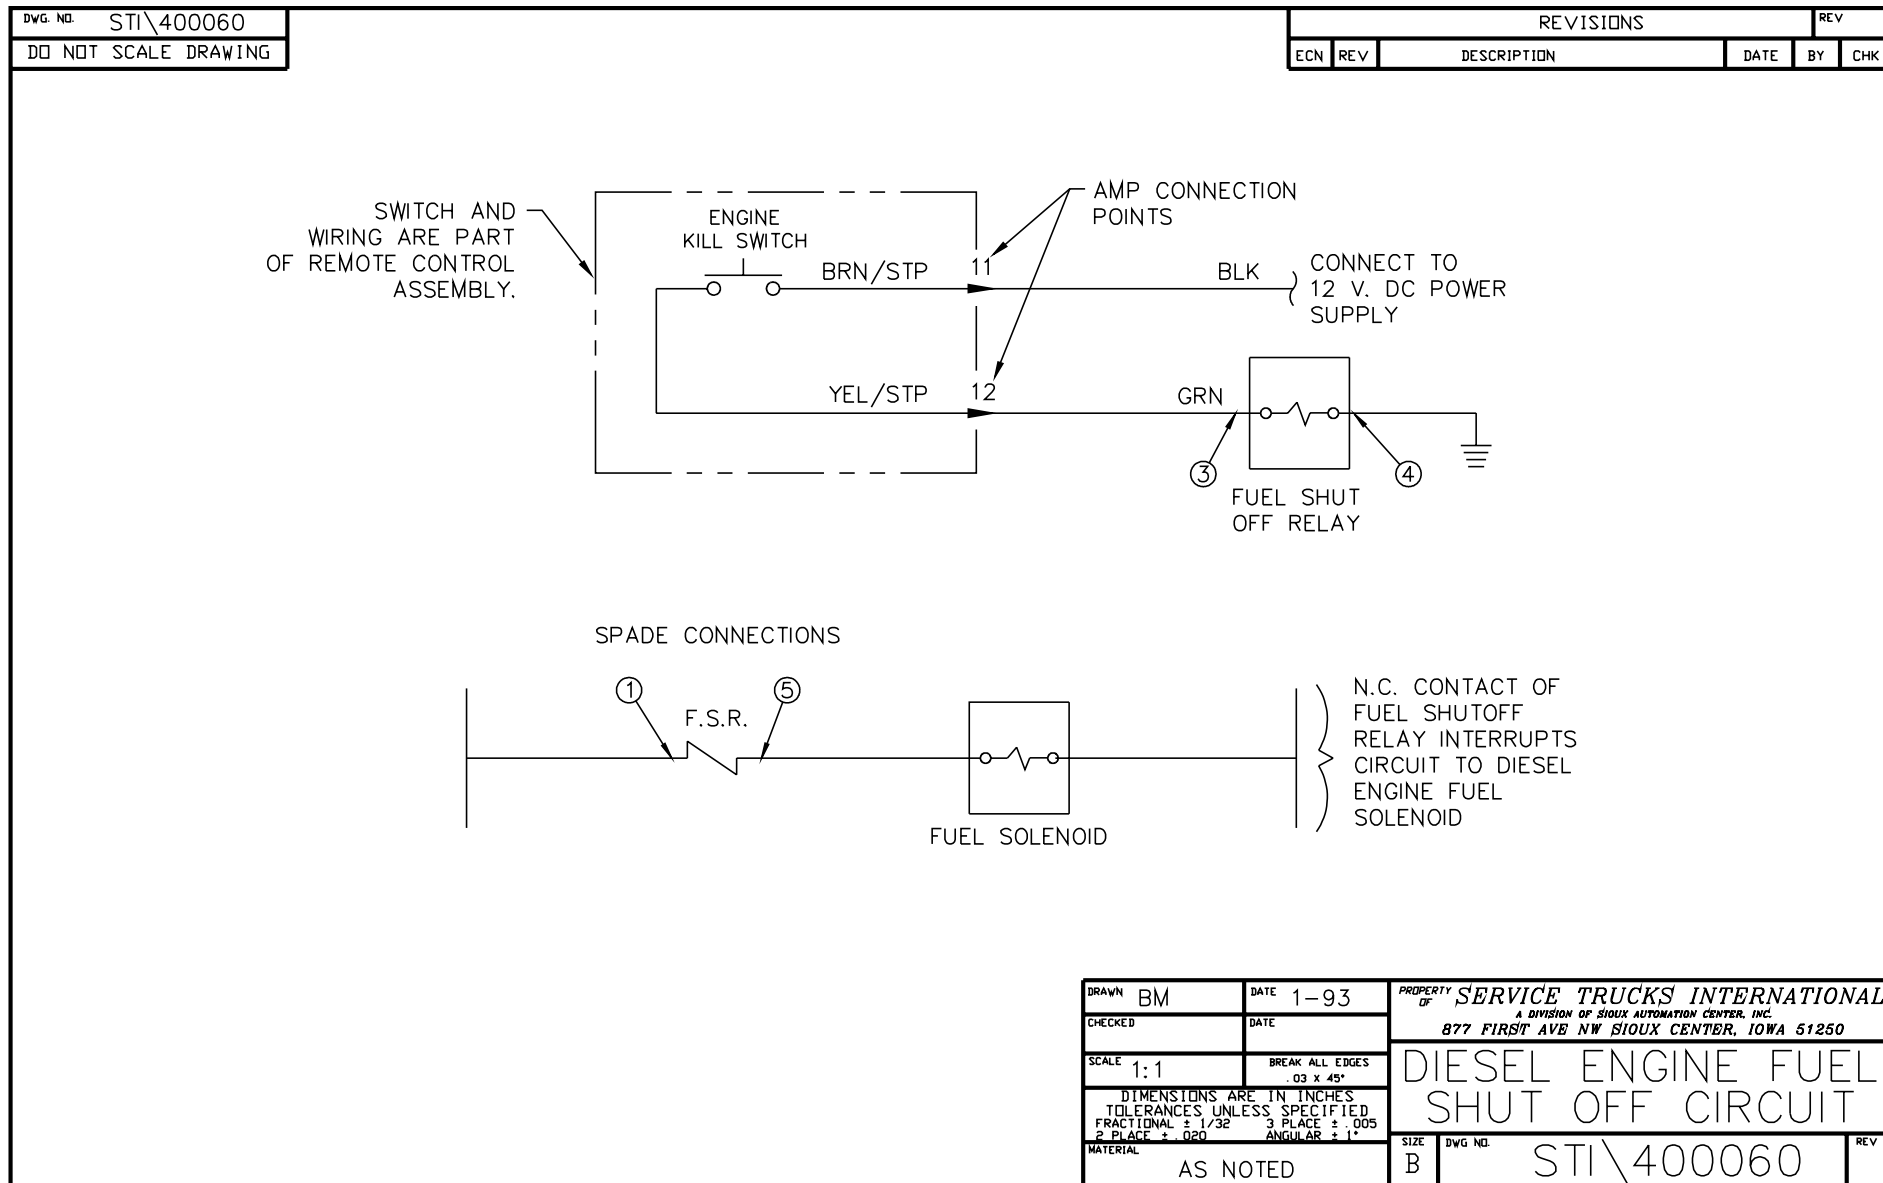 DWG. NO. STI\400060
DO NOT SCALE DRAWING
REVISIONS
REV
ECN REV DESCRIPTION DATE BY CHK
SWITCH AND
WIRING ARE PART
OF REMOTE CONTROL
ASSEMBLY.
ENGINE
KILL SWITCH
BRN/STP
11
AMP CONNECTION
POINTS
BLK
CONNECT TO
12 V. DC POWER
SUPPLY
YEL/STP
12
GRN
3
4
FUEL SHUT
OFF RELAY
SPADE CONNECTIONS
1
5
F.S.R.
FUEL SOLENOID
N.C. CONTACT OF
FUEL SHUTOFF
RELAY INTERRUPTS
CIRCUIT TO DIESEL
ENGINE FUEL
SOLENOID
DRAWN BM
DATE 1-93
CHECKED
DATE
SCALE 1:1
BREAK ALL EDGES
.03 X 45°
DIMENSIONS ARE IN INCHES
TOLERANCES UNLESS SPECIFIED
FRACTIONAL ± 1/32 3 PLACE ± .005
2 PLACE ± .020 ANGULAR ± 1°
MATERIAL
AS NOTED
PROPERTY OF SERVICE TRUCKS INTERNATIONAL
A DIVISION OF SIOUX AUTOMATION CENTER, INC.
877 FIRST AVE NW SIOUX CENTER, IOWA 51250
DIESEL ENGINE FUEL
SHUT OFF CIRCUIT
SIZE
B
DWG NO.
STI\400060
REV